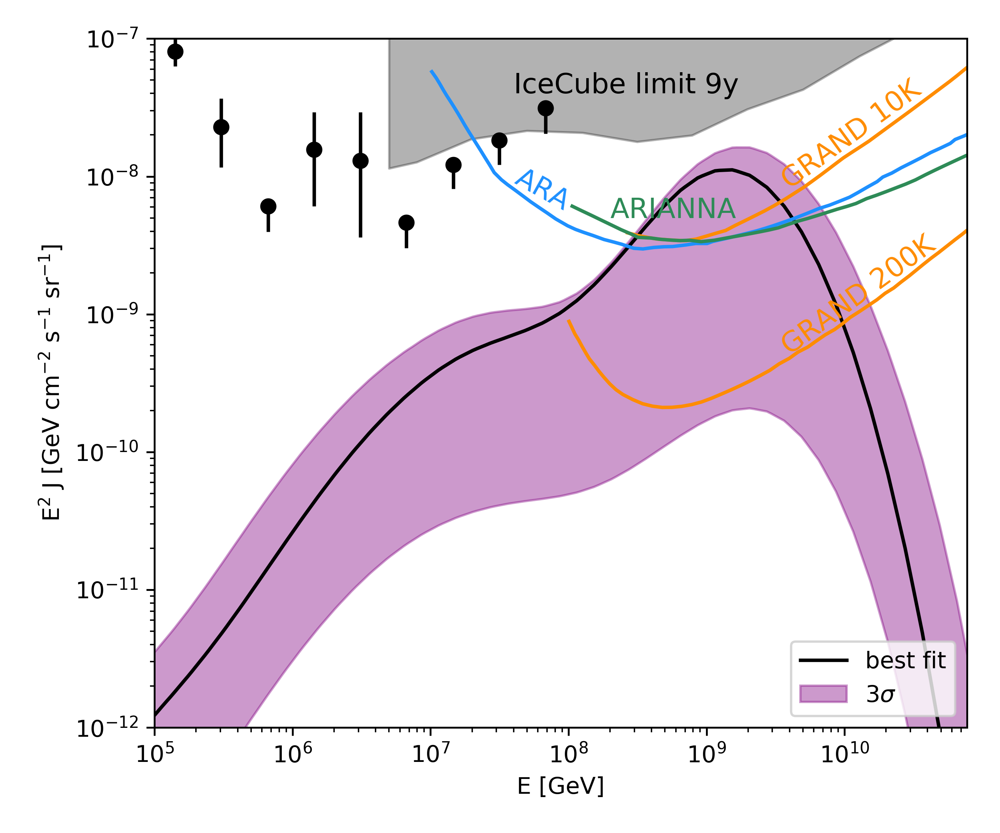 10⁻⁷
10⁻⁸
10⁻⁹
10⁻¹⁰
10⁻¹¹
10⁻¹²
E² J [GeV cm⁻² s⁻¹ sr⁻¹]
IceCube limit 9y
GRAND 10K
ARA
ARIANNA
GRAND 200K
best fit
3σ
10⁵ 10⁶ 10⁷ 10⁸ 10⁹ 10¹⁰
E [GeV]